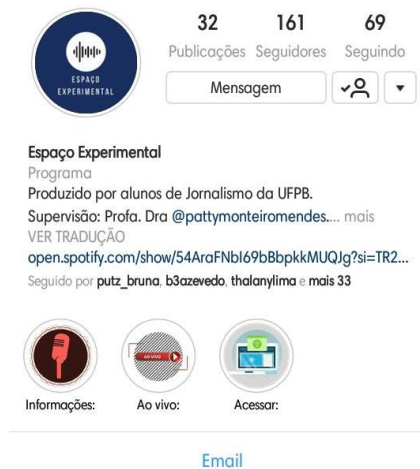 32 161 69
Publicações Seguidores Seguindo
ESPAÇO
EXPERIMENTAL
Mensagem
Espaço Experimental
Programa
Produzido por alunos de Jornalismo da UFPB.
Supervisão: Profa. Dra @pattymonteiromendes.... mais
VER TRADUÇÃO
open.spotify.com/show/54AraFNbI69bBbpkkMUQJg?si=TR2...
Seguido por putz_bruna, b3azevedo, thalanylima e mais 33
AO VIVO
Informações: Ao vivo: Acessar:
Email